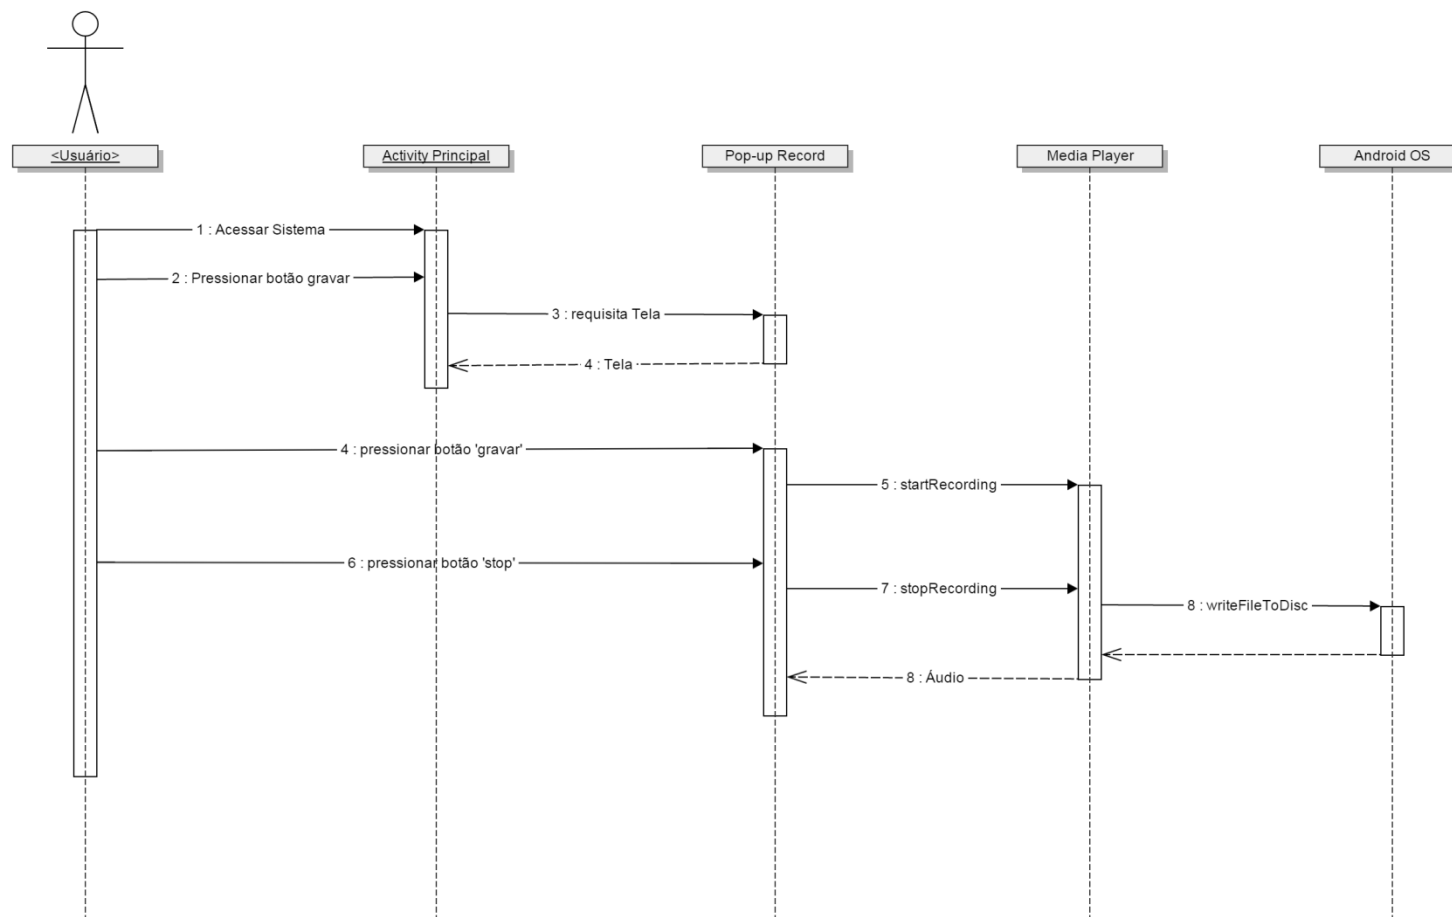 <Usuário>
Activity Principal
Pop-up Record
Media Player
Android OS
1 : Acessar Sistema
2 : Pressionar botão gravar
3 : requisita Tela
4 : Tela
4 : pressionar botão 'gravar'
5 : startRecording
6 : pressionar botão 'stop'
7 : stopRecording
8 : writeFileToDisc
8 : Áudio